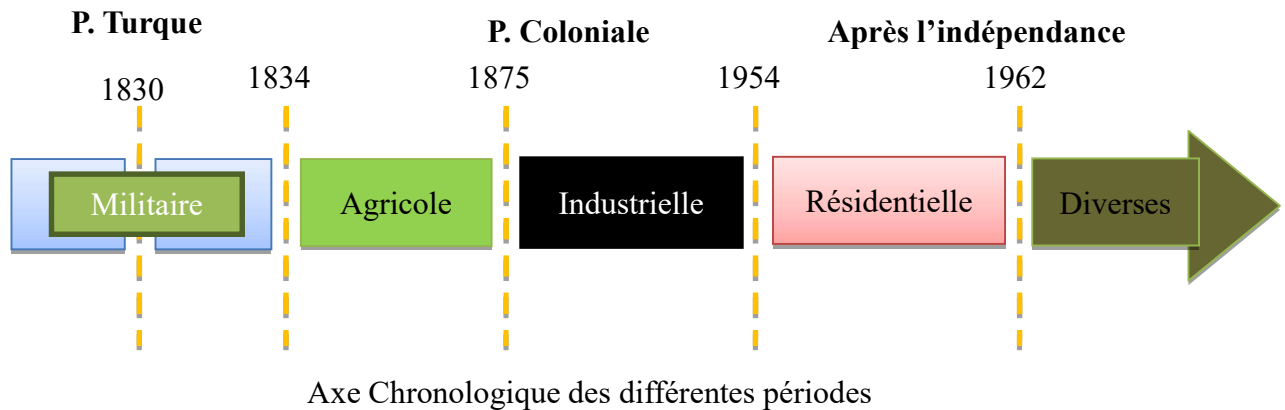 P. Turque
P. Coloniale
Après l’indépendance
1830
1834
1875
1954
1962
Militaire
Agricole
Industrielle
Résidentielle
Diverses
Axe Chronologique des différentes périodes